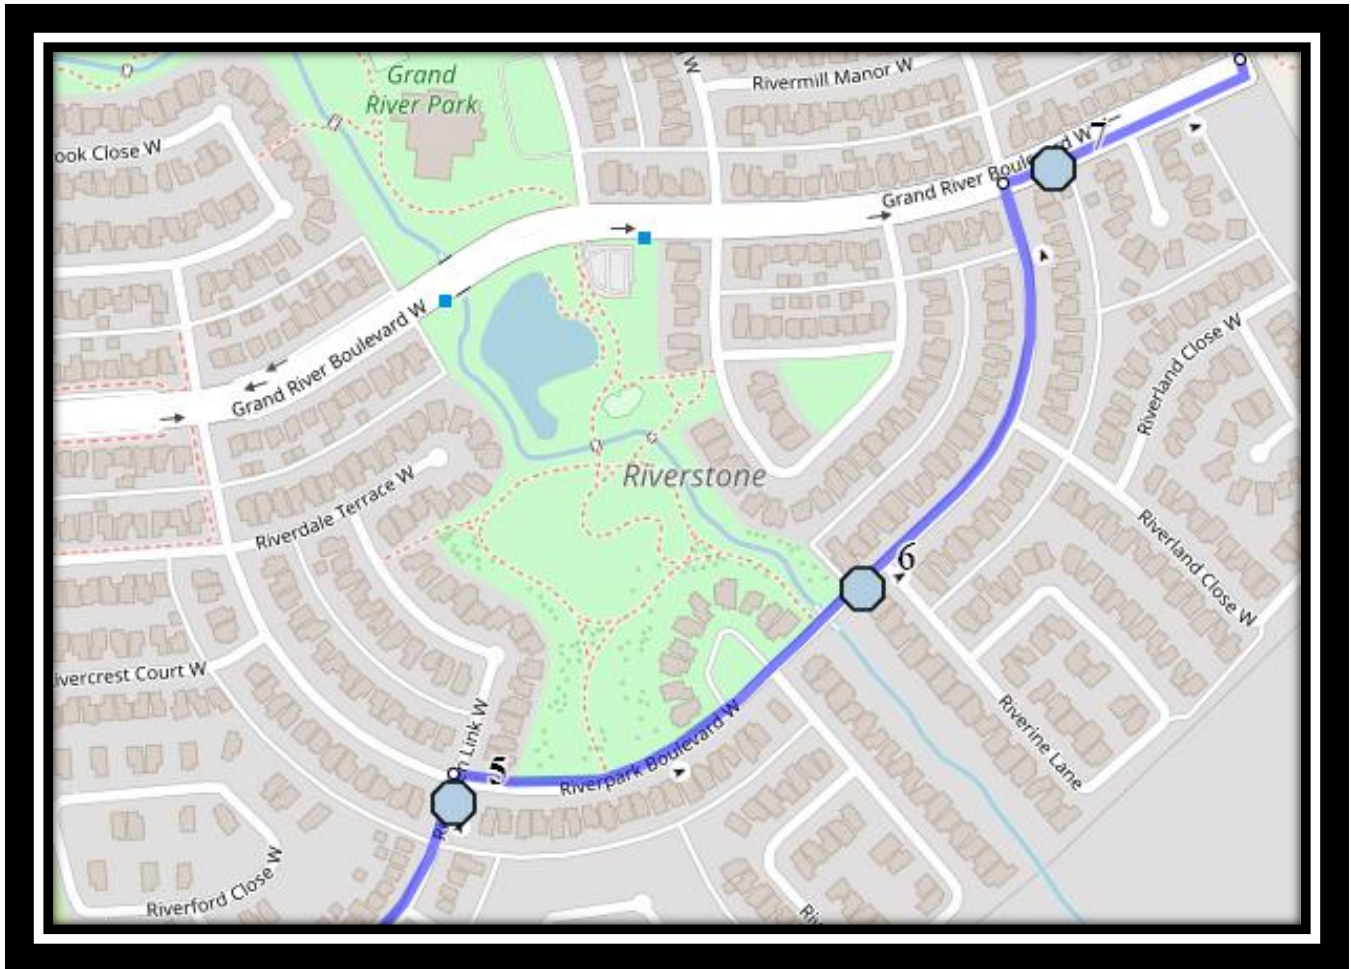 Grand
River Park
W
Rivermill Manor W
ook Close W
7
Grand River Boulevard W
Grand River Boulevard W
Riverland Close W
Riverstone
Riverdale Terrace W
Riverland Close W
6
ivercrest Court W
n Link W
Riverine Lane
5
Riverpark Boulevard W
R
Riverford Close W
Riv